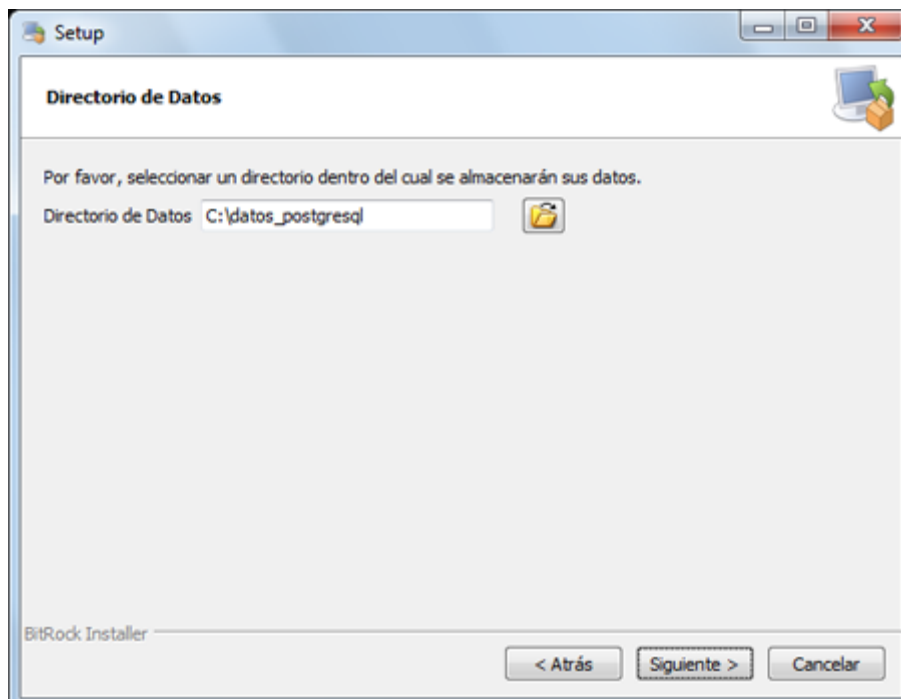 Setup
Directorio de Datos
Por favor, seleccionar un directorio dentro del cual se almacenarán sus datos.
Directorio de Datos C:\datos_postgresql
BitRock Installer
< Atrás Siguiente > Cancelar